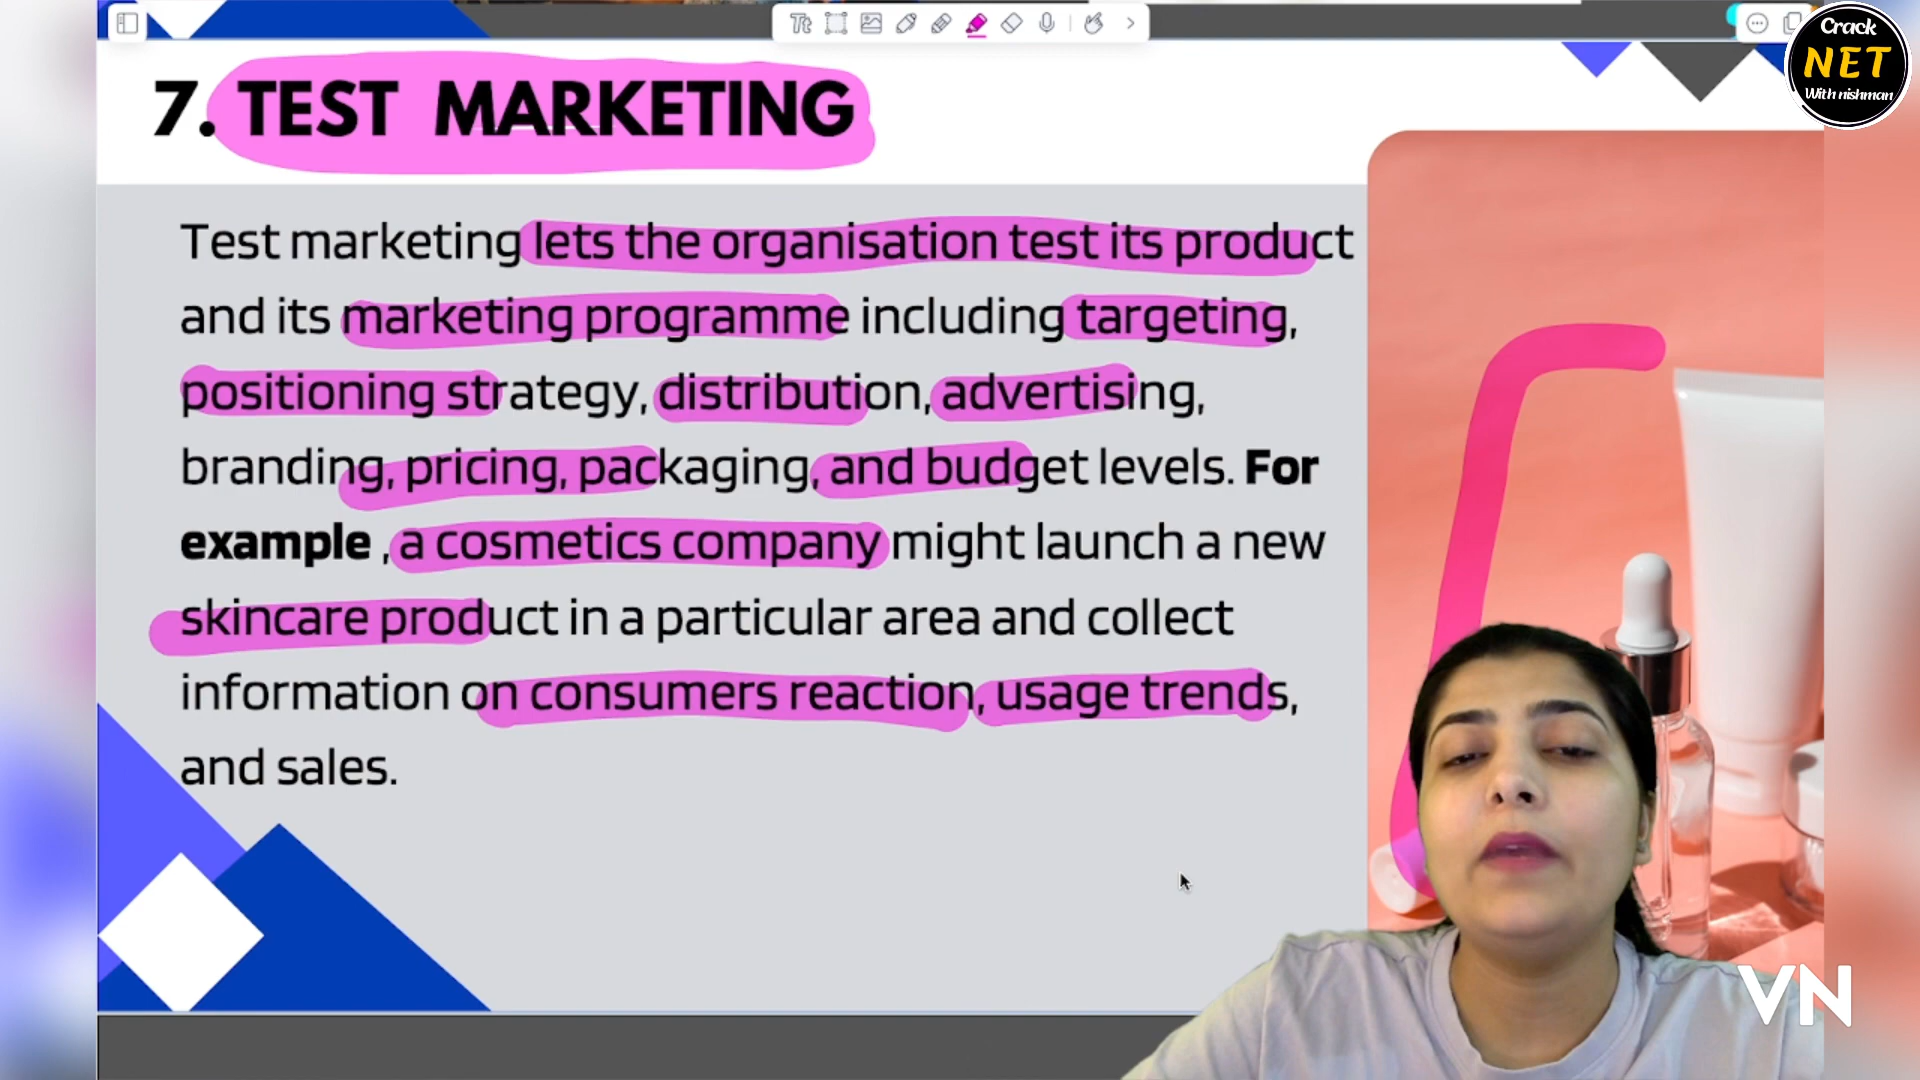 Tt
Crack
NET
With nishman
7. TEST MARKETING
Test marketing lets the organisation test its product
and its marketing programme including targeting,
positioning strategy, distribution, advertising,
branding, pricing, packaging, and budget levels. For
example , a cosmetics company might launch a new
skincare product in a particular area and collect
information on consumers reaction, usage trends,
and sales.
VN